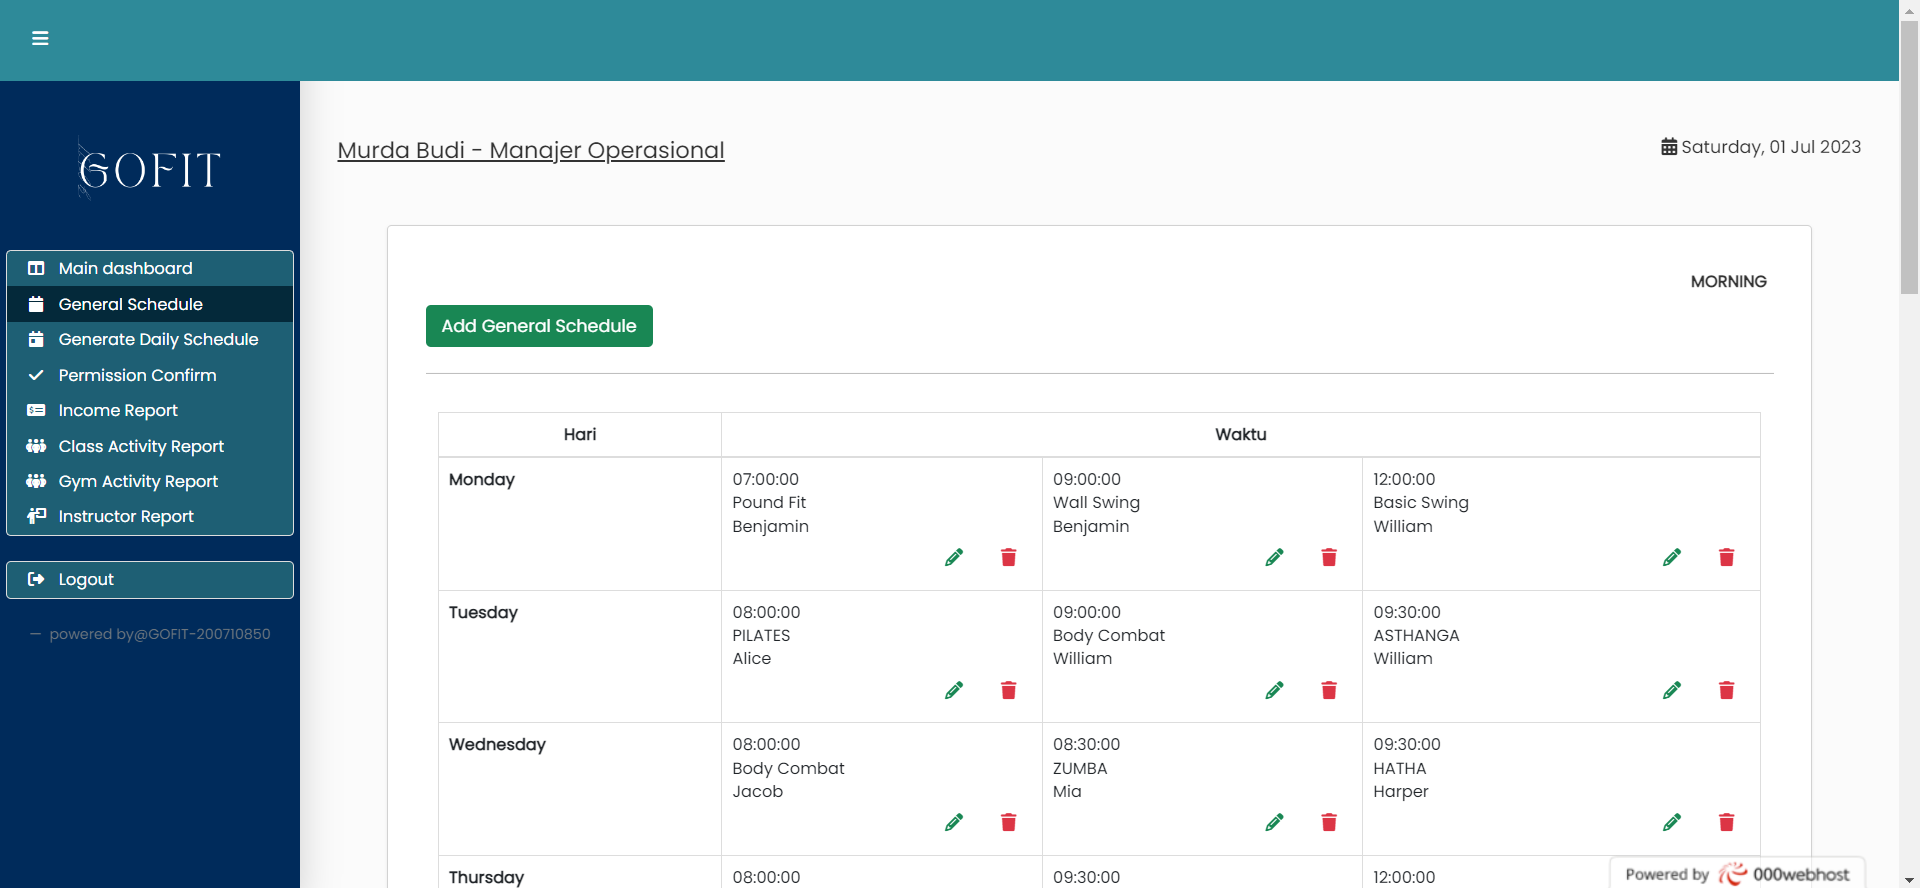 Murda Budi - Manajer Operasional
Saturday, 01 Jul 2023
GOFIT
Main dashboard
General Schedule
Generate Daily Schedule
Permission Confirm
Income Report
Class Activity Report
Gym Activity Report
Instructor Report
Logout
— powered by@GOFIT-200710850
MORNING
Add General Schedule
Hari Waktu
Monday
07:00:00
Pound Fit
Benjamin
09:00:00
Wall Swing
Benjamin
12:00:00
Basic Swing
William
Tuesday
08:00:00
PILATES
Alice
09:00:00
Body Combat
William
09:30:00
ASTHANGA
William
Wednesday
08:00:00
Body Combat
Jacob
08:30:00
ZUMBA
Mia
09:30:00
HATHA
Harper
Thursday
08:00:00
09:30:00
12:00:00
Powered by 000webhost